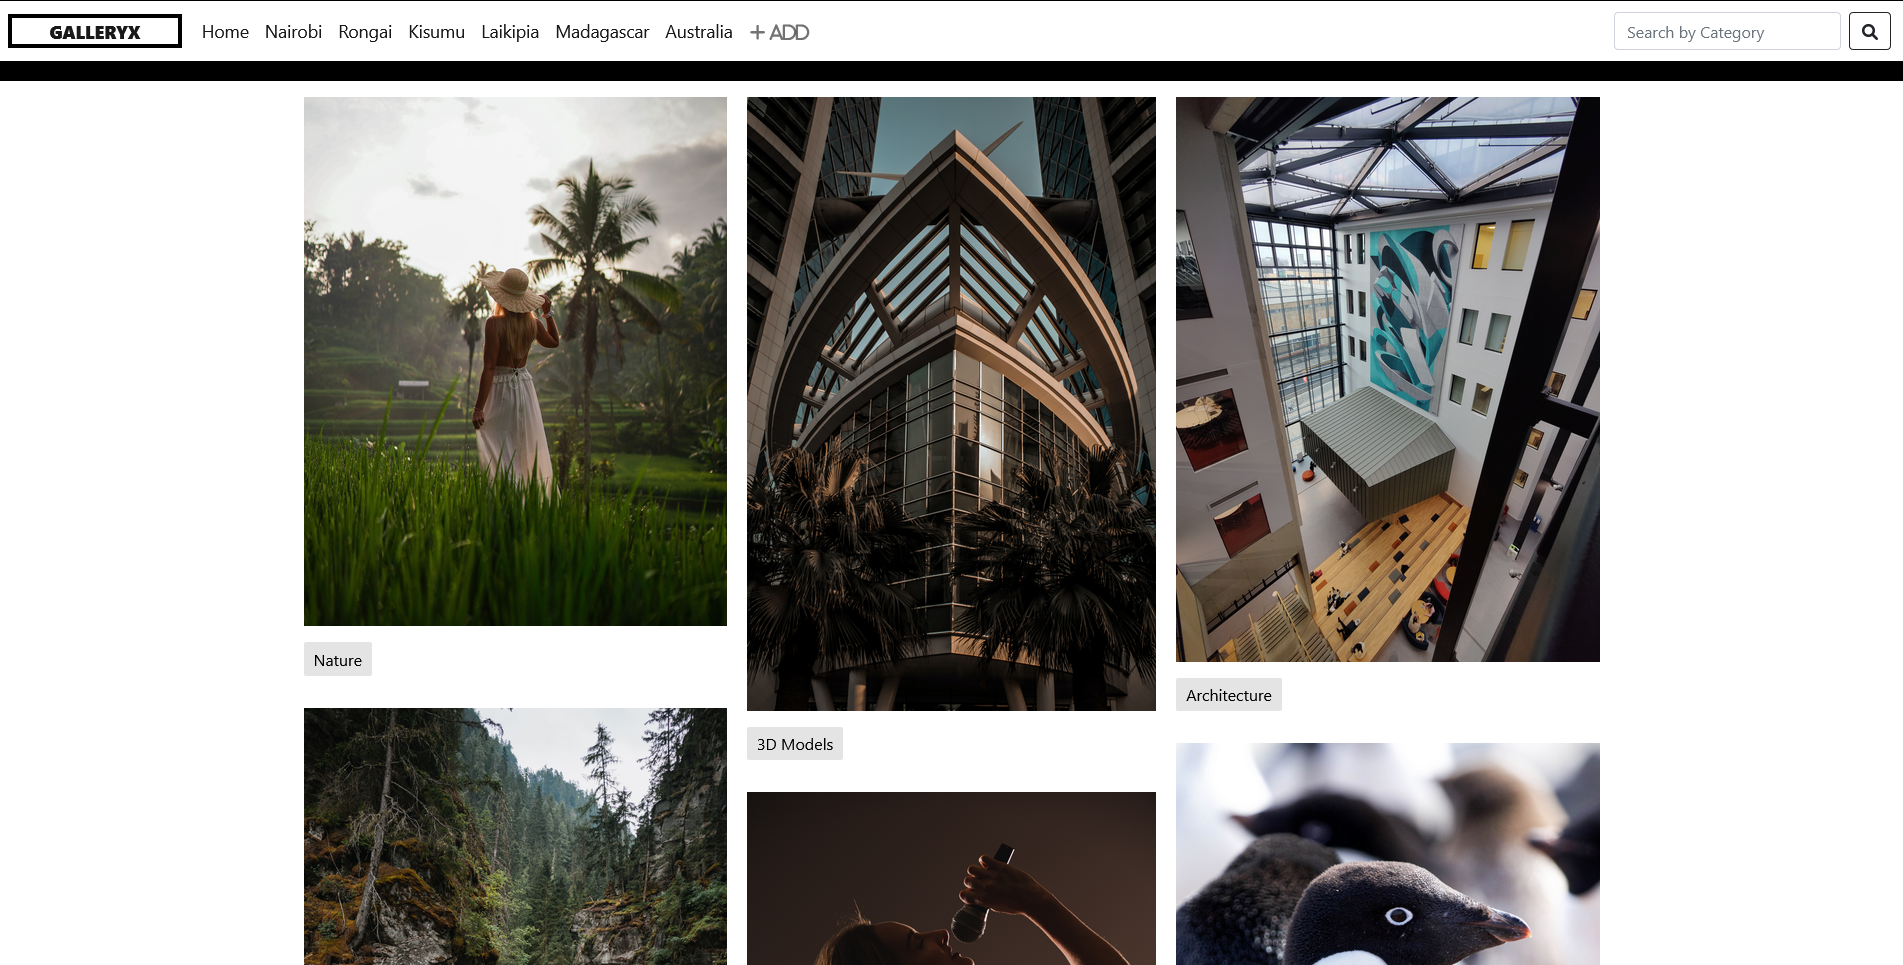 GALLERYX
Home Nairobi Rongai Kisumu Laikipia Madagascar Australia + ADD
Search by Category
Nature
Architecture
3D Models